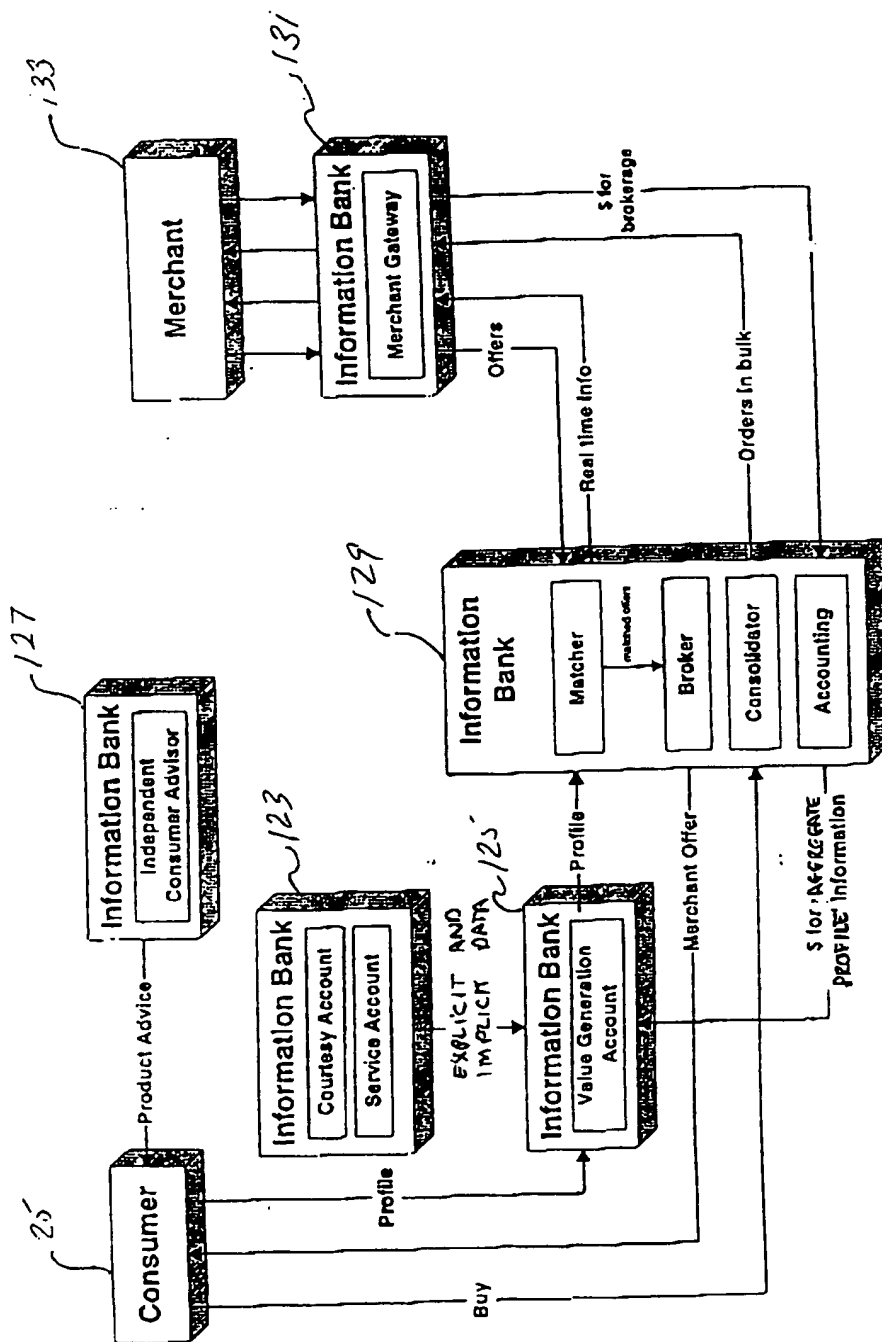 133
Merchant
131
Information Bank
Merchant Gateway
$ for
brokerage
Offers
Real time Info
Orders in bulk
127
Information Bank
Independent
Consumer Advisor
129
Information
Bank
Matcher
matched offers
Broker
Consolidator
Accounting
25
Consumer
Product Advice
123
Information Bank
Courtesy Account
Service Account
EXPLICIT AND
IMPLICIT DATA
125
Information Bank
Value Generation
Account
Profile
Profile
Merchant Offer
Buy
$ for AGGREGATE
PROFILE Information